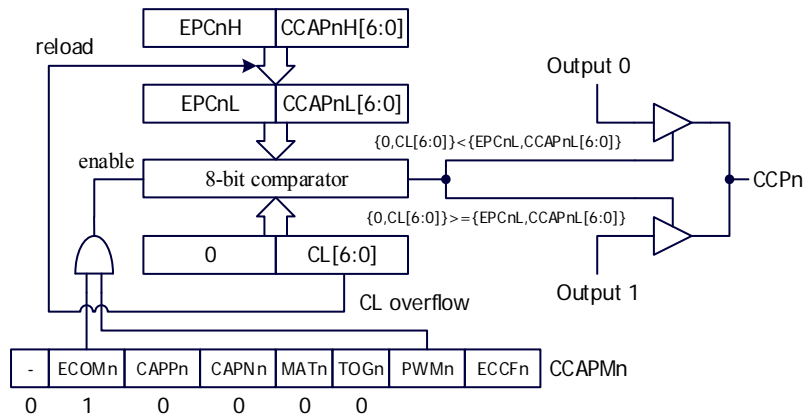 EPCnH CCAPnH[6:0]
reload
Output 0
EPCnL CCAPnL[6:0]
{0,CL[6:0]}<{EPCnL,CCAPnL[6:0]}
enable
8-bit comparator
CCPn
{0,CL[6:0]}>={EPCnL,CCAPnL[6:0]}
0 CL[6:0]
Output 1
CL overflow
- ECOMn CAPPn CAPNn MATn TOGn PWMn ECCFn CCAPMn
0 1 0 0 0 0